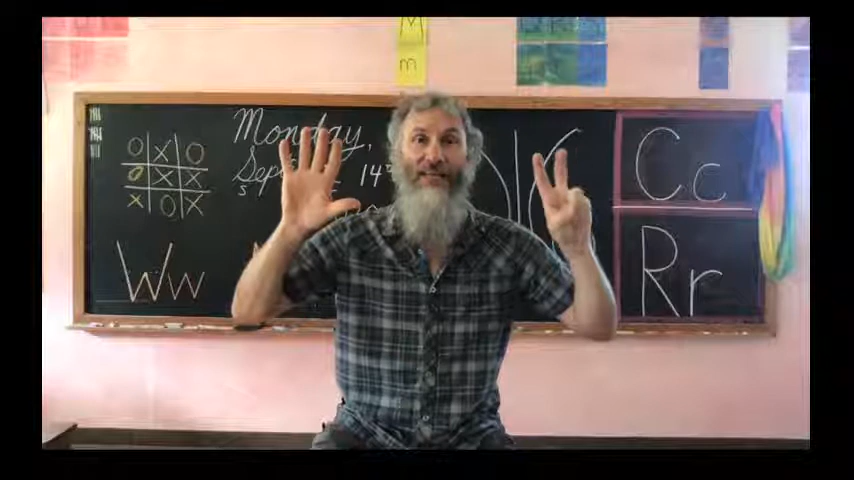 M
m
Monday,
14
O X O
O X X
X O X
Ww
Cc
Rr